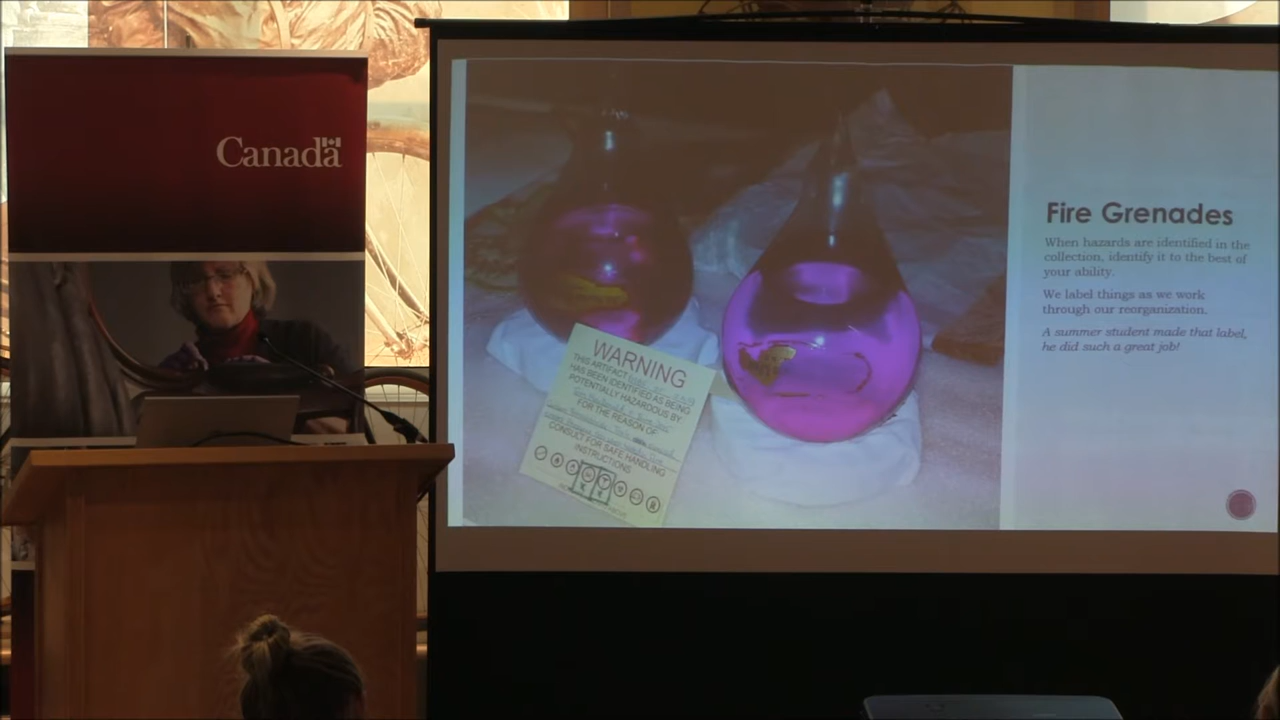 Canada
Fire Grenades
When hazards are identified in the
collection, identify it to the best of
your ability.
We label things as we work
through our reorganization.
A summer student made that label,
he did such a great job!
WARNING
THIS ARTIFACT
HAS BEEN IDENTIFIED AS BEING
POTENTIALLY HAZARDOUS BY
FOR THE REASON OF
CONSULT FOR SAFE HANDLING
INSTRUCTIONS